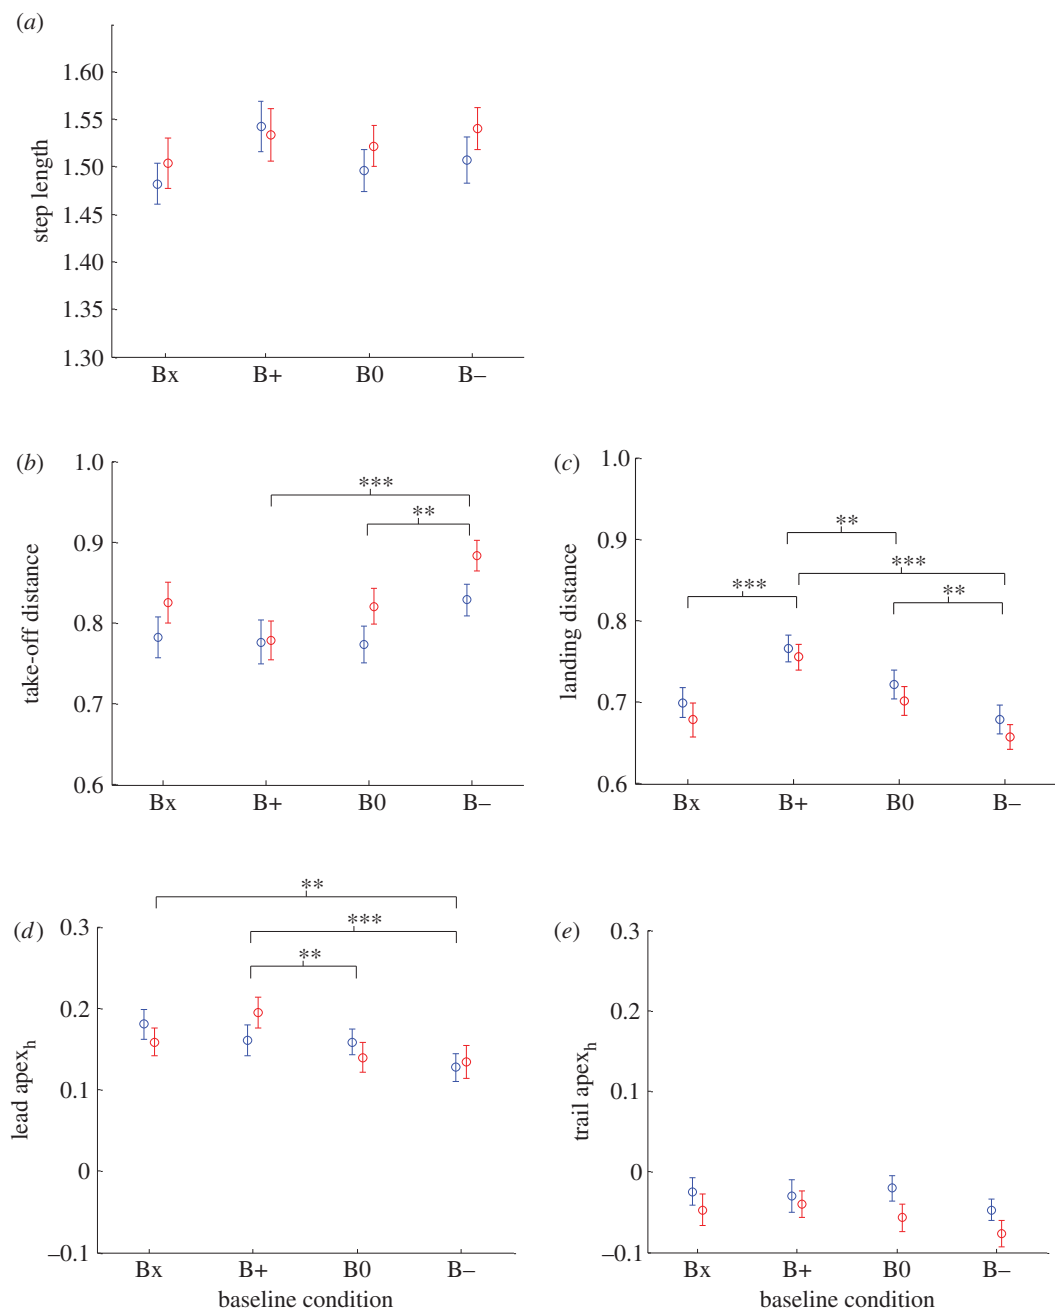 (a)
step length
1.60
1.55
1.50
1.45
1.40
1.35
1.30
Bx B+ B0 B–
(b)
take-off distance
1.0
0.9
0.8
0.7
0.6
***
**
Bx B+ B0 B–
(c)
landing distance
1.0
0.9
0.8
0.7
0.6
**
***
***
**
Bx B+ B0 B–
(d)
lead apexh
0.3
0.2
0.1
0
–0.1
**
***
**
Bx B+ B0 B–
baseline condition
(e)
trail apexh
0.3
0.2
0.1
0
–0.1
Bx B+ B0 B–
baseline condition